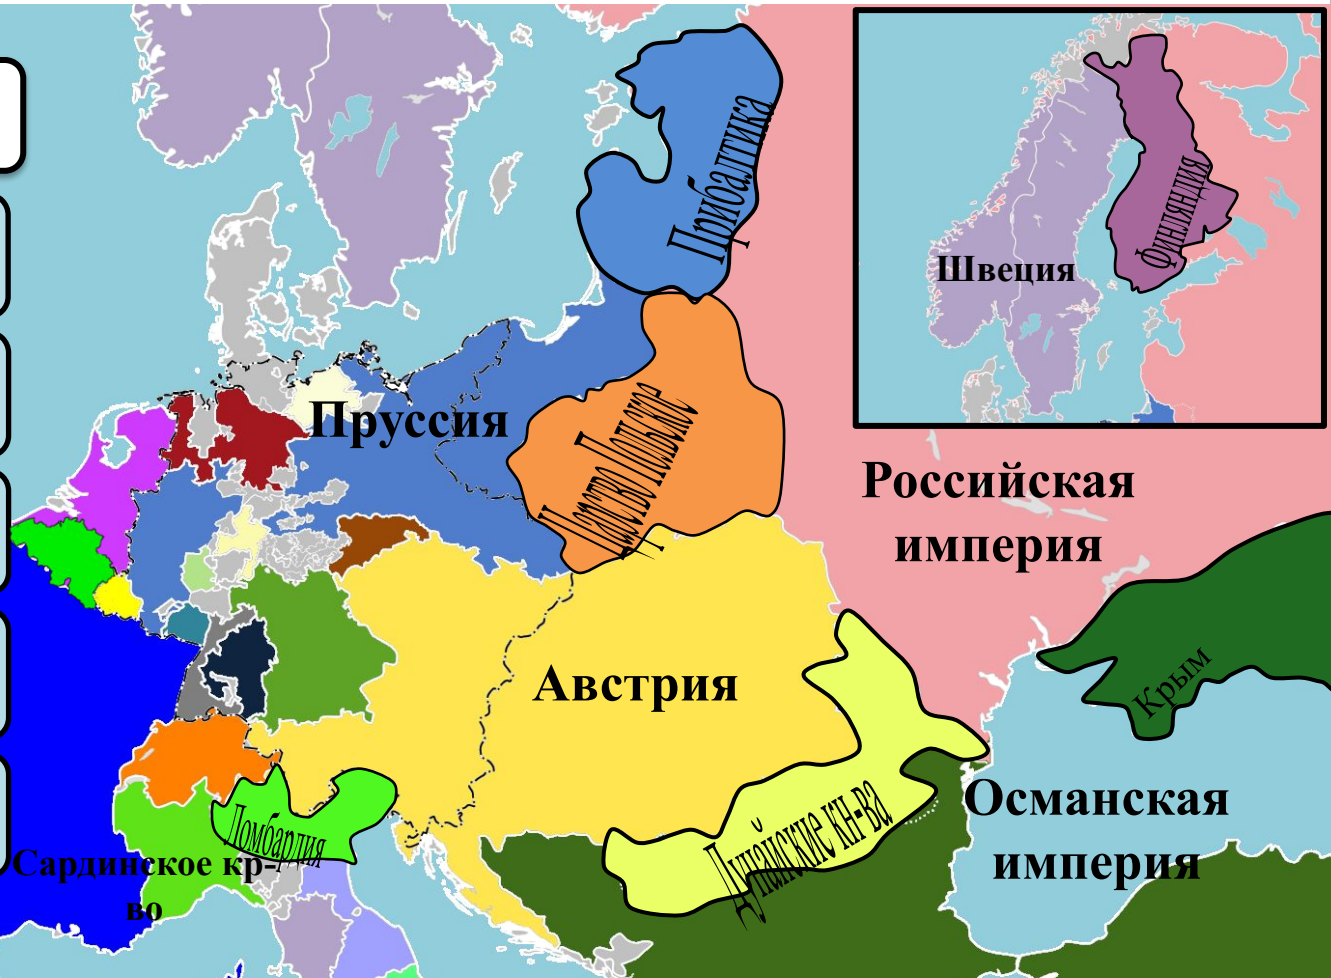 Прибалтика
Финляндия
Швеция
Пруссия
Царство Польское
Российская
империя
Крым
Австрия
Османская
империя
Дунайские кн-ва
Ломбардия
Сардинское кр-
во